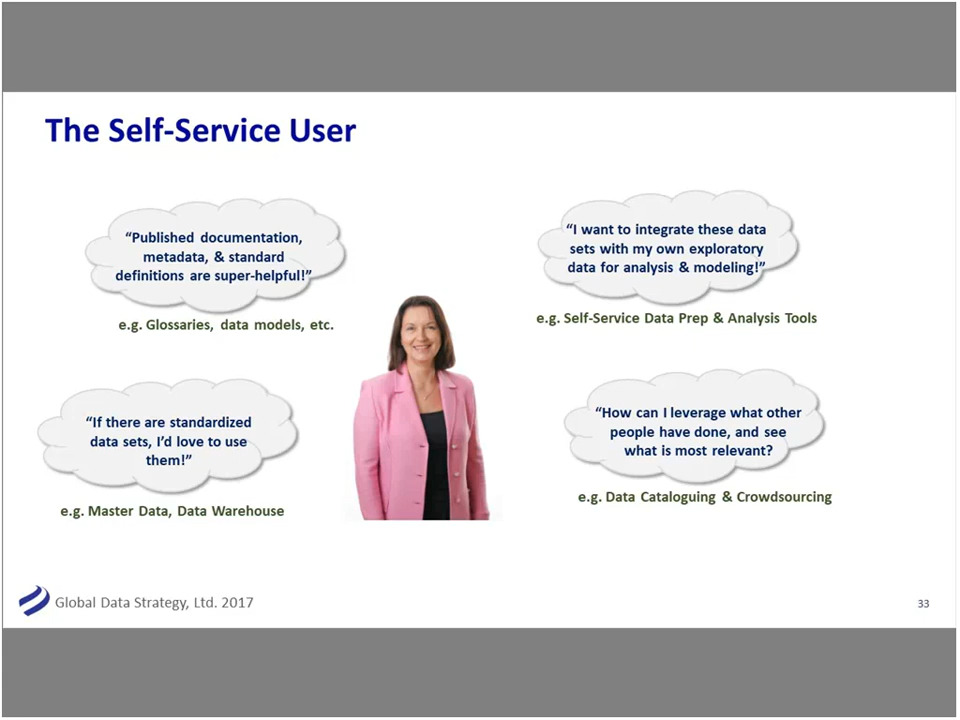 The Self-Service User
“Published documentation,
metadata, & standard
definitions are super-helpful!”
e.g. Glossaries, data models, etc.
“I want to integrate these data
sets with my own exploratory
data for analysis & modeling!”
e.g. Self-Service Data Prep & Analysis Tools
“If there are standardized
data sets, I’d love to use
them!”
e.g. Master Data, Data Warehouse
“How can I leverage what other
people have done, and see
what is most relevant?
e.g. Data Cataloguing & Crowdsourcing
Global Data Strategy, Ltd. 2017
33